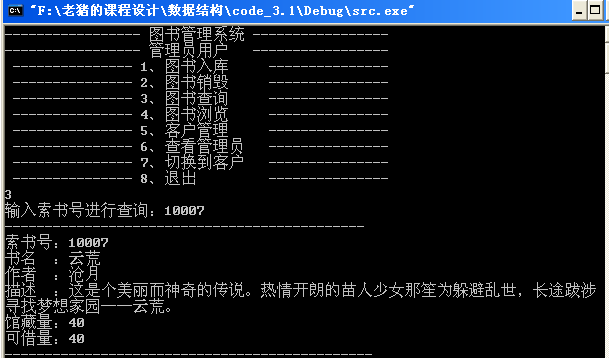 "F:\老猪的课程设计\数据结构\code_3.1\Debug\src.exe"
--------------- 图书管理系统 -----------------
--------------- 管理员用户   -----------------
--------------- 1、图书入库    ---------------
--------------- 2、图书销毁    ---------------
--------------- 3、图书查询    ---------------
--------------- 4、图书浏览    ---------------
--------------- 5、客户管理    ---------------
--------------- 6、查看管理员  ---------------
--------------- 7、切换到客户  ---------------
--------------- 8、退出        ---------------
3
输入索书号进行查询：10007
---------------------------------------------
索书号：10007
书名  ：云荒
作者  ：沧月
描述  ：这是个美丽而神奇的传说。热情开朗的苗人少女那笙为躲避乱世，长途跋涉
寻找梦想家园——云荒。
馆藏量：40
可借量：40
----------------------------------------------